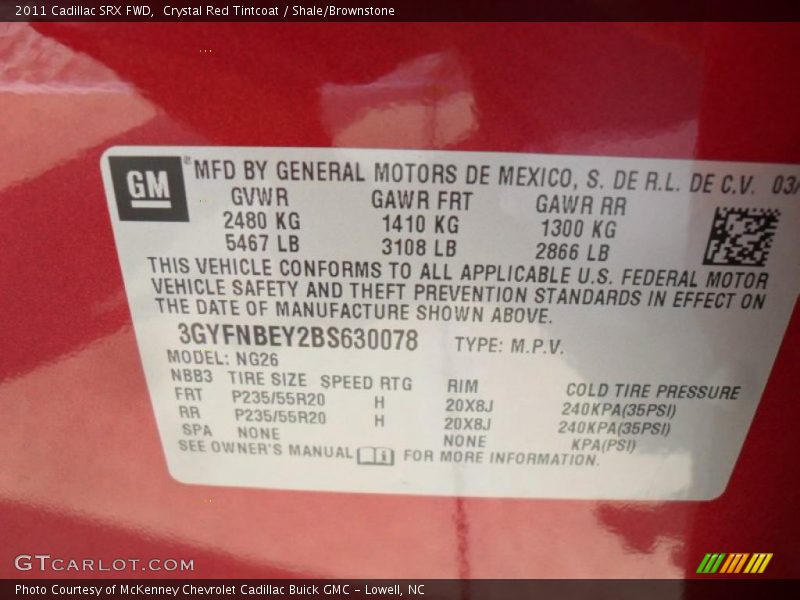 2011 Cadillac SRX FWD,  Crystal Red Tintcoat / Shale/Brownstone
GM
® MFD BY GENERAL MOTORS DE MEXICO, S. DE R.L. DE C.V. 03/
GVWR GAWR FRT GAWR RR
2480 KG 1410 KG 1300 KG
5467 LB 3108 LB 2866 LB
THIS VEHICLE CONFORMS TO ALL APPLICABLE U.S. FEDERAL MOTOR
VEHICLE SAFETY AND THEFT PREVENTION STANDARDS IN EFFECT ON
THE DATE OF MANUFACTURE SHOWN ABOVE.
3GYFNBEY2BS630078 TYPE: M.P.V.
MODEL: NG26
NBB3 TIRE SIZE SPEED RTG RIM COLD TIRE PRESSURE
FRT P235/55R20 H 20X8J 240KPA(35PSI)
RR P235/55R20 H 20X8J 240KPA(35PSI)
SPA NONE NONE KPA(PSI)
SEE OWNER'S MANUAL FOR MORE INFORMATION.
GTCARLOT.COM
Photo Courtesy of McKenney Chevrolet Cadillac Buick GMC - Lowell, NC